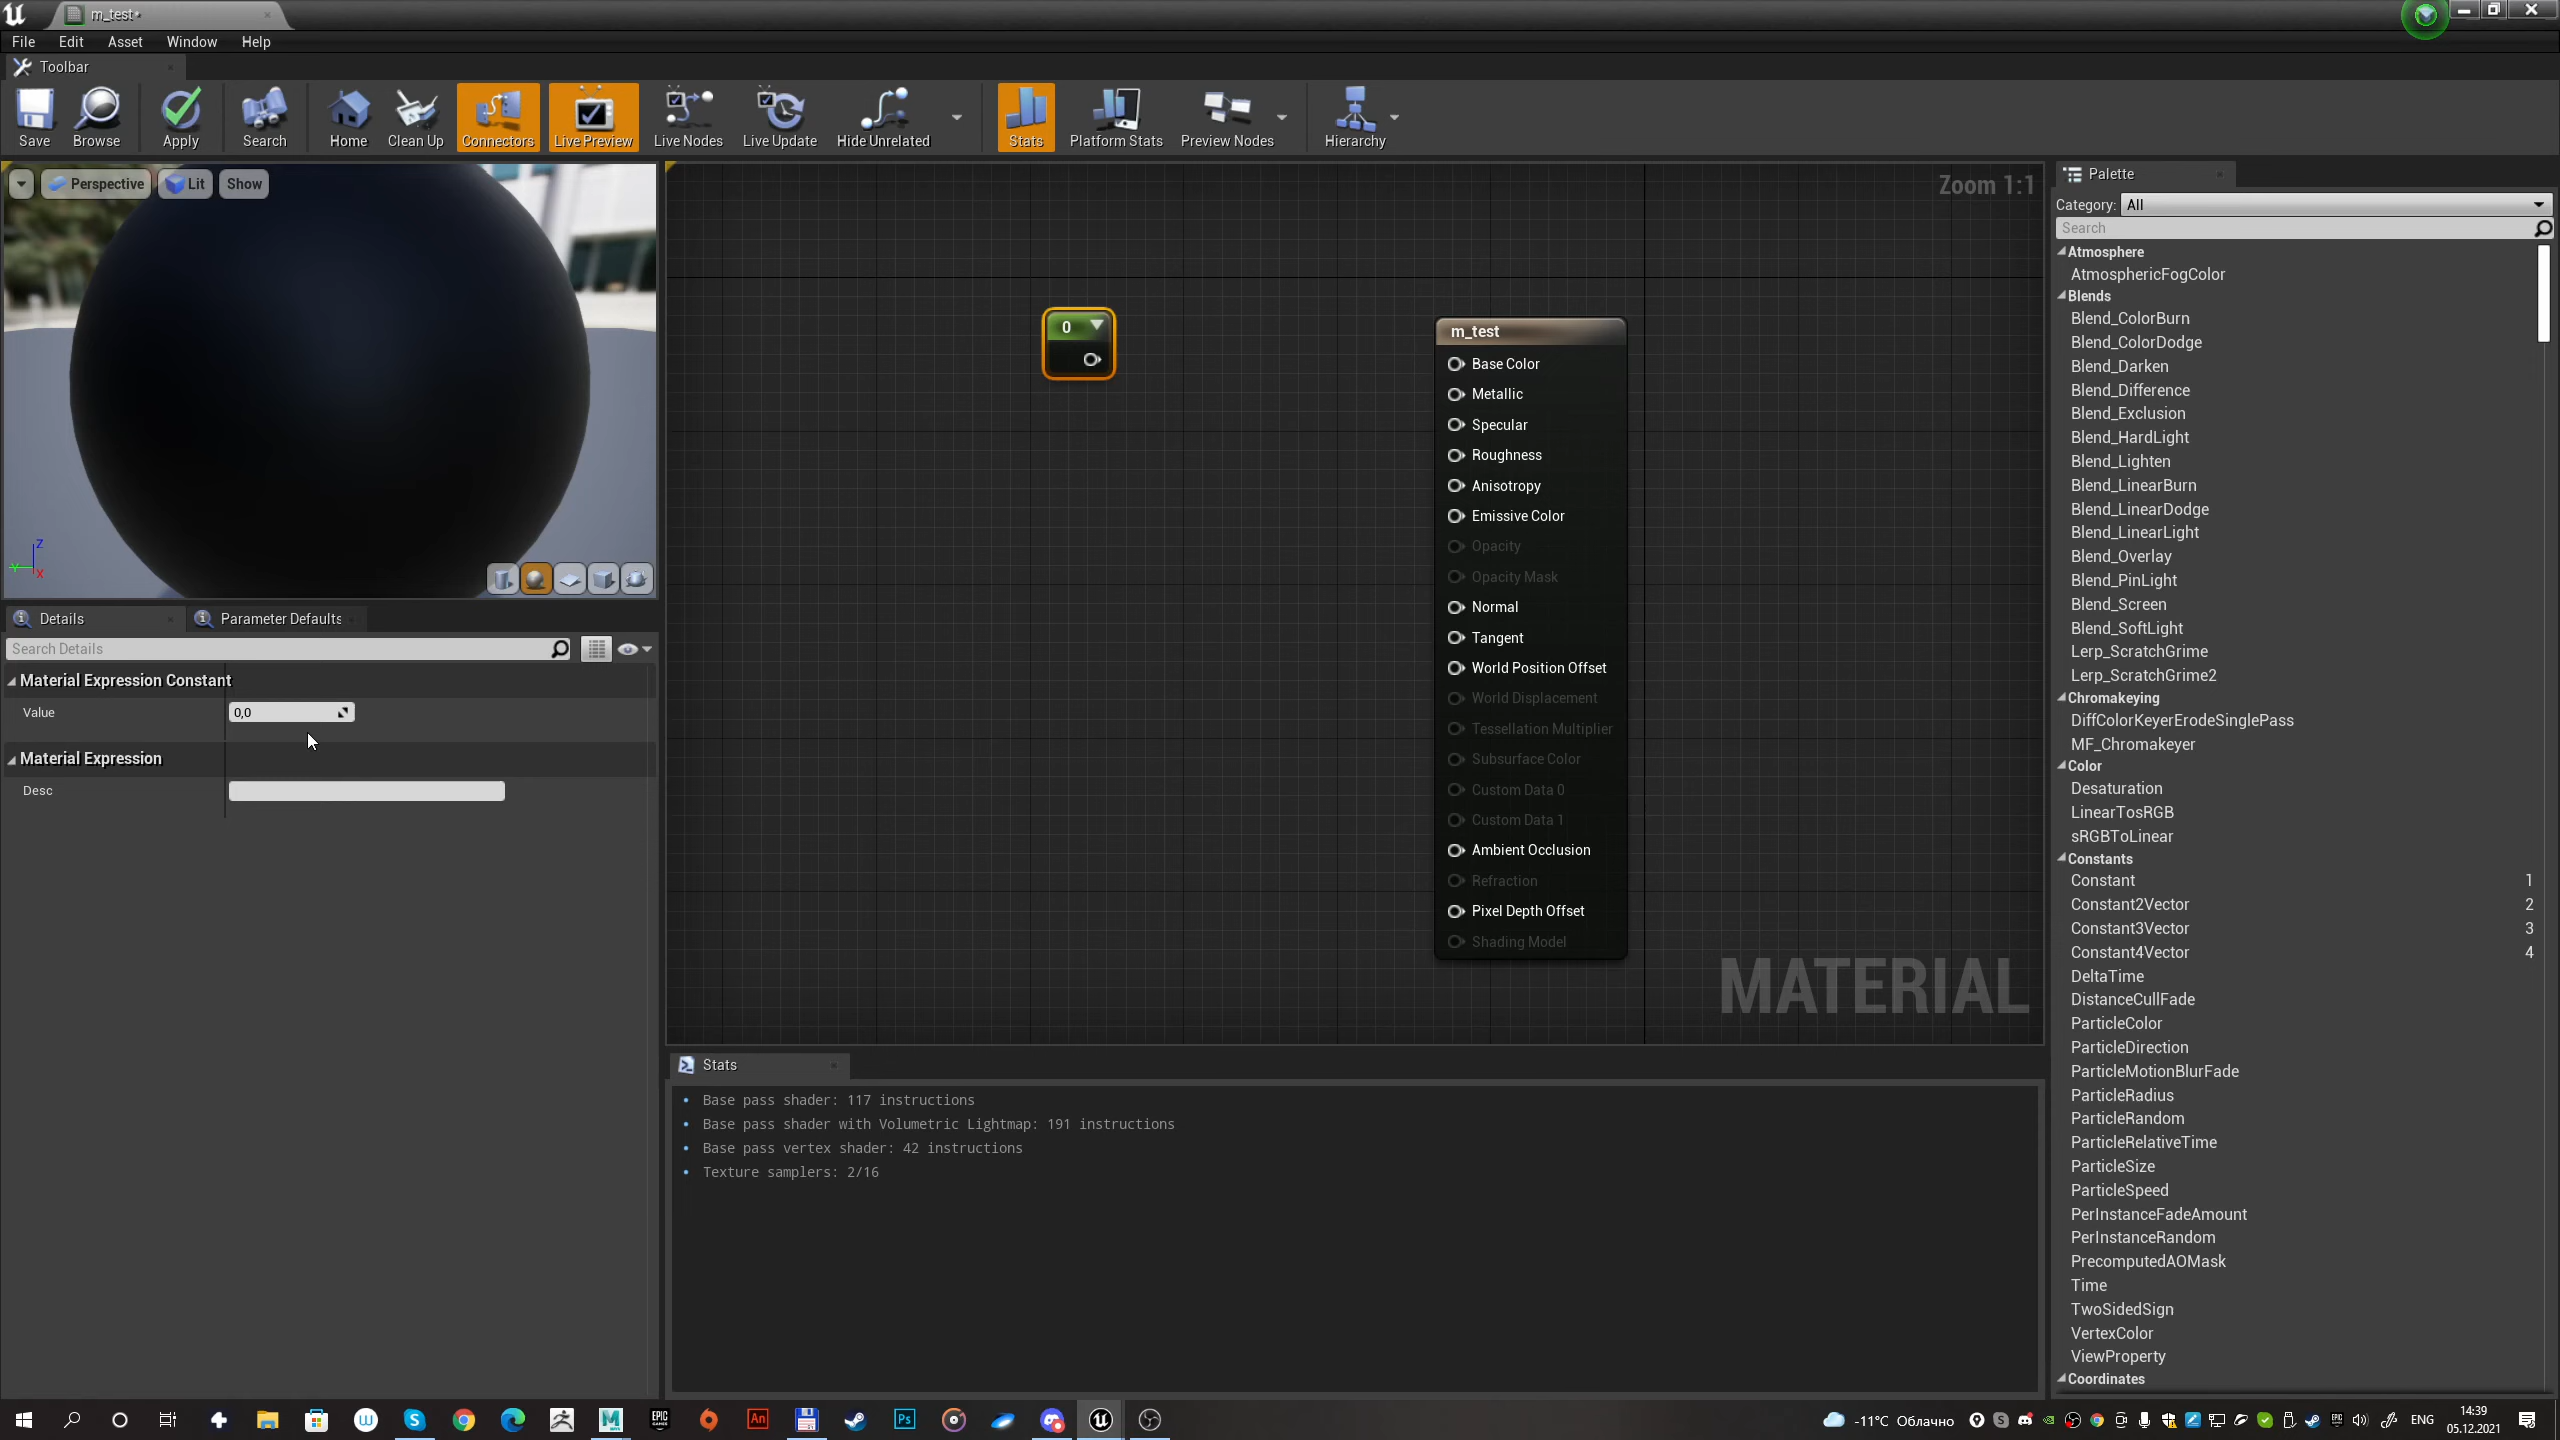 m_test*
File Edit Asset Window Help
Toolbar
Save Browse Apply Search Home Clean Up Connectors Live Preview Live Nodes Live Update Hide Unrelated Stats Platform Stats Preview Nodes Hierarchy
Perspective Lit Show
Z
Y
X
Details Parameter Defaults
Search Details
Material Expression Constant
Value 0,0
Material Expression
Desc
Zoom 1:1
0
m_test
Base Color
Metallic
Specular
Roughness
Anisotropy
Emissive Color
Opacity
Opacity Mask
Normal
Tangent
World Position Offset
World Displacement
Tessellation Multiplier
Subsurface Color
Custom Data 0
Custom Data 1
Ambient Occlusion
Refraction
Pixel Depth Offset
Shading Model
MATERIAL
Stats
Base pass shader: 117 instructions
Base pass shader with Volumetric Lightmap: 191 instructions
Base pass vertex shader: 42 instructions
Texture samplers: 2/16
Palette
Category: All
Search
Atmosphere
AtmosphericFogColor
Blends
Blend_ColorBurn
Blend_ColorDodge
Blend_Darken
Blend_Difference
Blend_Exclusion
Blend_HardLight
Blend_Lighten
Blend_LinearBurn
Blend_LinearDodge
Blend_LinearLight
Blend_Overlay
Blend_PinLight
Blend_Screen
Blend_SoftLight
Lerp_ScratchGrime
Lerp_ScratchGrime2
Chromakeying
DiffColorKeyerErodeSinglePass
MF_Chromakeyer
Color
Desaturation
LinearTosRGB
sRGBToLinear
Constants
Constant 1
Constant2Vector 2
Constant3Vector 3
Constant4Vector 4
DeltaTime
DistanceCullFade
ParticleColor
ParticleDirection
ParticleMotionBlurFade
ParticleRadius
ParticleRandom
ParticleRelativeTime
ParticleSize
ParticleSpeed
PerInstanceFadeAmount
PerInstanceRandom
PrecomputedAOMask
Time
TwoSidedSign
VertexColor
ViewProperty
Coordinates
-11°C Облачно
ENG
14:39
05.12.2021